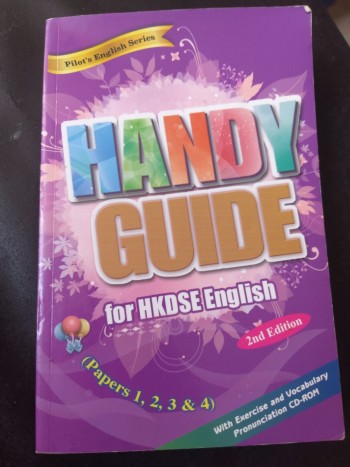 Pilot's English Series
HANDY
GUIDE
for HKDSE English
2nd Edition
(Papers 1, 2, 3 & 4)
With Exercise and Vocabulary
Pronunciation CD-ROM